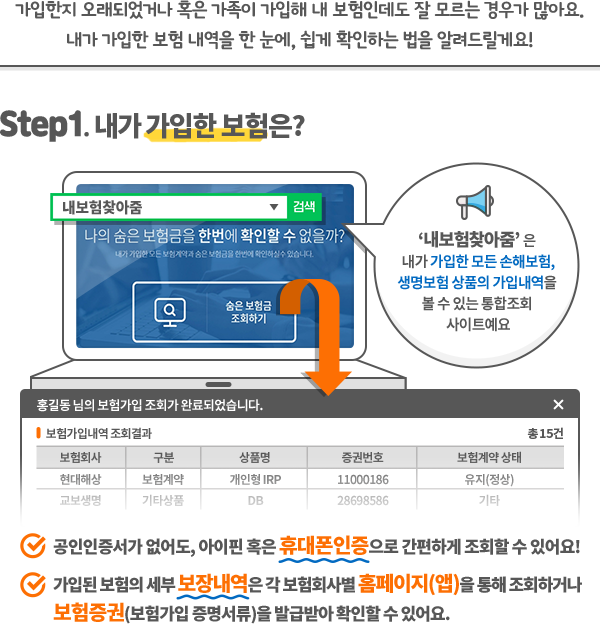 가입한지 오래되었거나 혹은 가족이 가입해 내 보험인데도 잘 모르는 경우가 많아요.
내가 가입한 보험 내역을 한 눈에, 쉽게 확인하는 법을 알려드릴게요!
Step1. 내가 가입한 보험은?
내보험찾아줌 검색
나의 숨은 보험금을 한번에 확인할 수 없을까?
내가 가입한 모든 보험계약과 숨은 보험금을 한번에 확인하실수 있습니다.
숨은 보험금
조회하기
‘내보험찾아줌’ 은
내가 가입한 모든 손해보험,
생명보험 상품의 가입내역을
볼 수 있는 통합조회
사이트예요
홍길동 님의 보험가입 조회가 완료되었습니다.
보험가입내역 조회결과 총 15건
보험회사 구분 상품명 증권번호 보험계약 상태
현대해상 보험계약 개인형 IRP 11000186 유지(정상)
교보생명 기타상품 DB 28698586 기타
공인인증서가 없어도, 아이핀 혹은 휴대폰인증으로 간편하게 조회할 수 있어요!
가입된 보험의 세부 보장내역은 각 보험회사별 홈페이지(앱)을 통해 조회하거나
보험증권(보험가입 증명서류)을 발급받아 확인할 수 있어요.